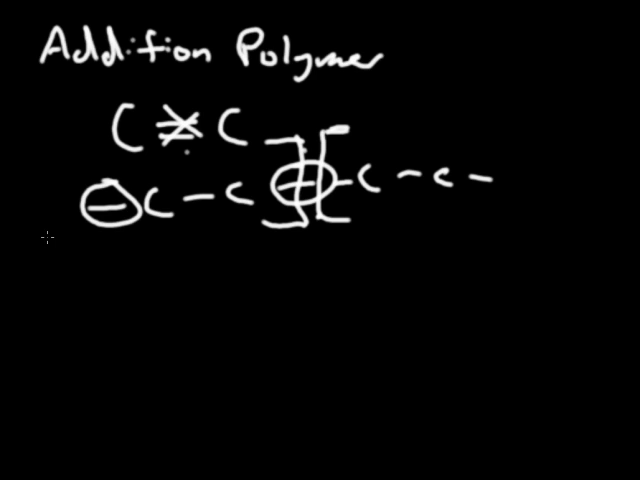 Addition Polymer
C = C
- C - C - ] [ - C - C -